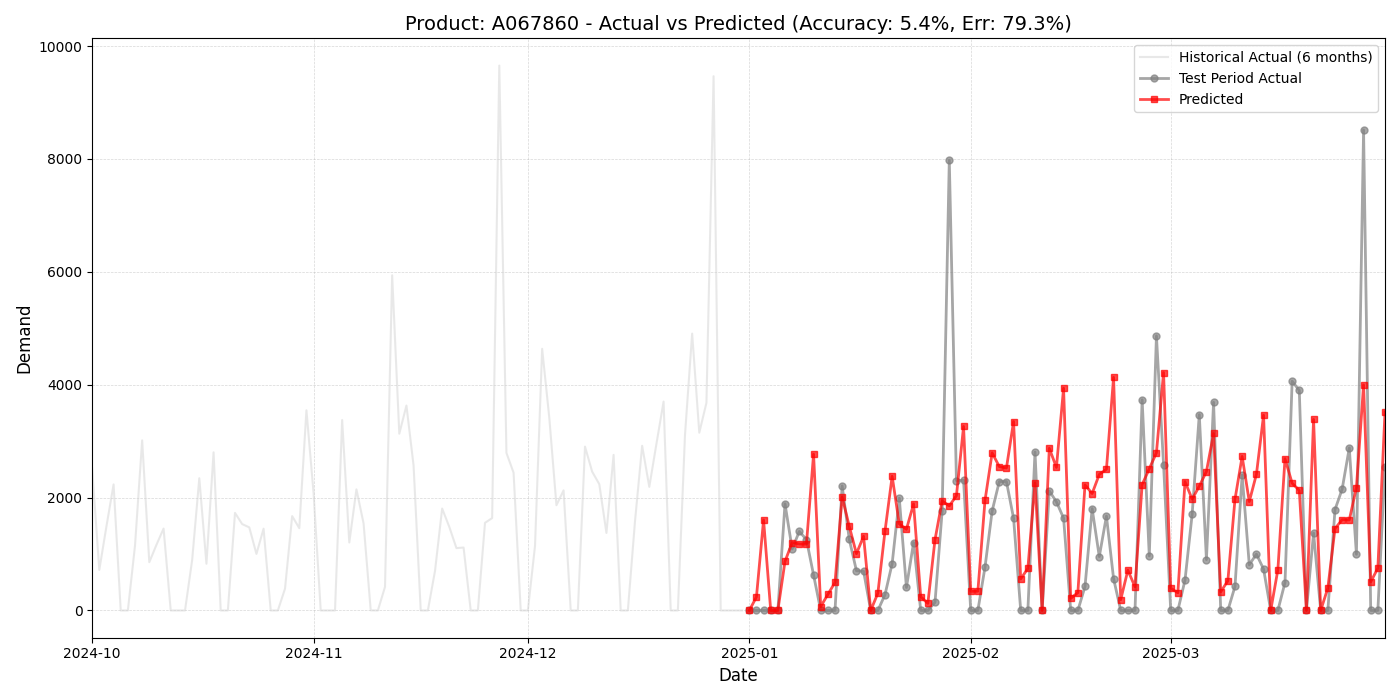 Product: A067860 - Actual vs Predicted (Accuracy: 5.4%, Err: 79.3%)
Historical Actual (6 months)
Test Period Actual
Predicted
10000
8000
6000
4000
2000
0
Demand
2024-10
2024-11
2024-12
2025-01
2025-02
2025-03
Date